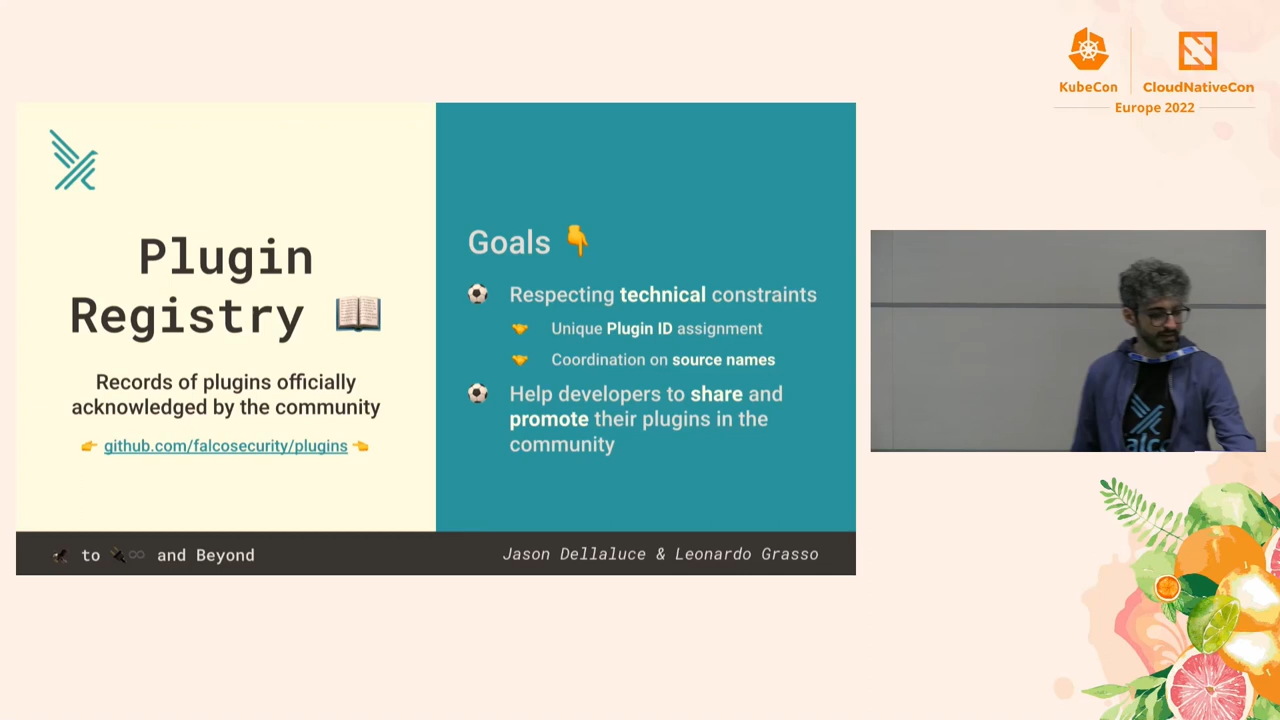 KubeCon
CloudNativeCon
Europe 2022
Plugin
Registry
Records of plugins officially
acknowledged by the community
github.com/falcosecurity/plugins
Goals
Respecting technical constraints
Unique Plugin ID assignment
Coordination on source names
Help developers to share and
promote their plugins in the
community
to and Beyond
Jason Dellaluce & Leonardo Grasso
alco